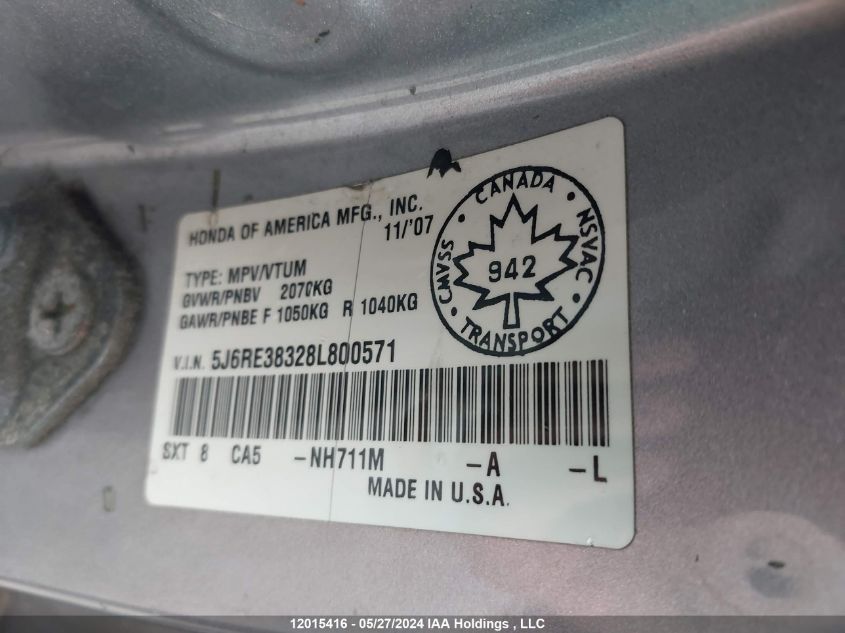 HONDA OF AMERICA MFG., INC.
11/'07
TYPE: MPV/VTUM
GVWR/PNBV 2070KG
GAWR/PNBE F 1050KG R 1040KG
V.I.N. 5J6RE38328L800571
SXT 8 CA5 -NH711M -A -L
MADE IN U.S.A.
CANADA • NSVAC • TRANSPORT • CMVSS •
942
12015416 - 05/27/2024 IAA Holdings , LLC